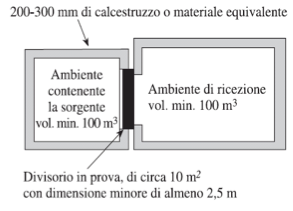 200-300 mm di calcestruzzo o materiale equivalente
Ambiente
contenente
la sorgente
vol. min. 100 m³
Ambiente di ricezione
vol. min. 100 m³
Divisorio in prova, di circa 10 m²
con dimensione minore di almeno 2,5 m